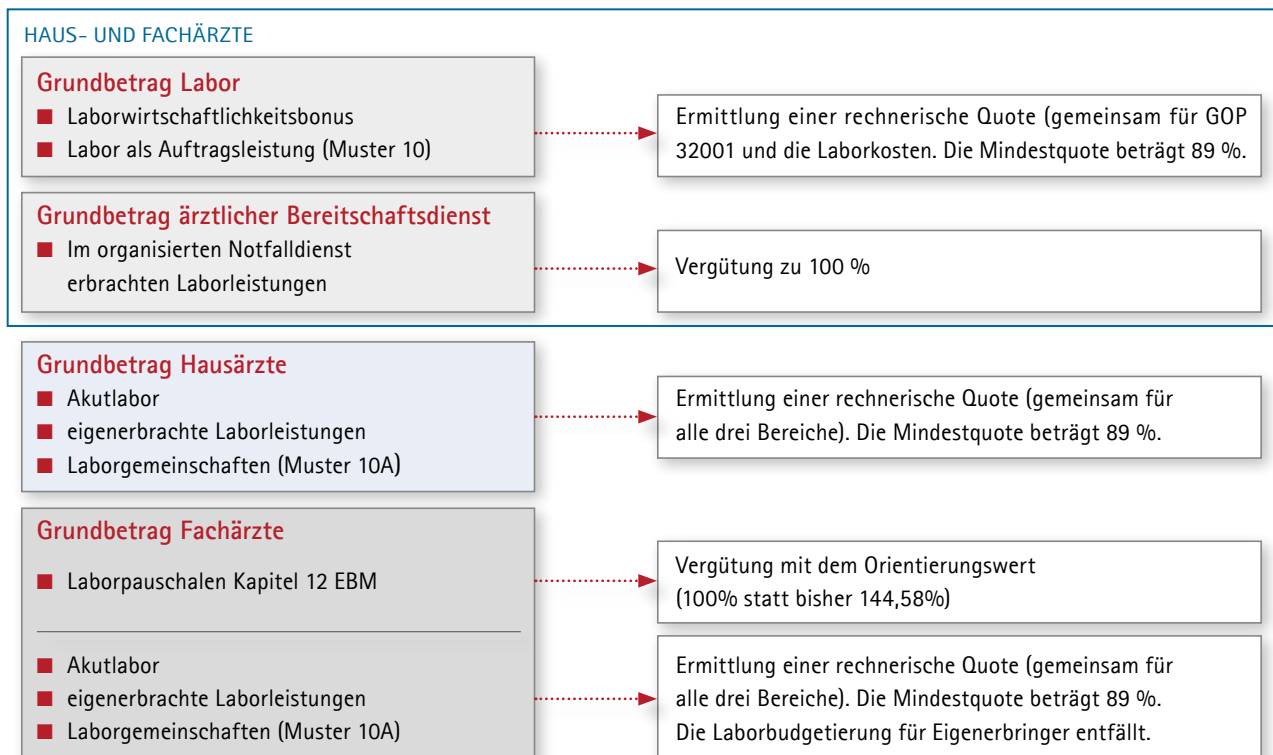 HAUS- UND FACHÄRZTE
Grundbetrag Labor
■ Laborwirtschaftlichkeitsbonus
■ Labor als Auftragsleistung (Muster 10)
Ermittlung einer rechnerische Quote (gemeinsam für GOP
32001 und die Laborkosten. Die Mindestquote beträgt 89 %.
Grundbetrag ärztlicher Bereitschaftsdienst
■ Im organisierten Notfalldienst
erbrachten Laborleistungen
Vergütung zu 100 %
Grundbetrag Hausärzte
■ Akutlabor
■ eigenerbrachte Laborleistungen
■ Laborgemeinschaften (Muster 10A)
Ermittlung einer rechnerische Quote (gemeinsam für
alle drei Bereiche). Die Mindestquote beträgt 89 %.
Grundbetrag Fachärzte
■ Laborpauschalen Kapitel 12 EBM
Vergütung mit dem Orientierungswert
(100% statt bisher 144,58%)
■ Akutlabor
■ eigenerbrachte Laborleistungen
■ Laborgemeinschaften (Muster 10A)
Ermittlung einer rechnerische Quote (gemeinsam für
alle drei Bereiche). Die Mindestquote beträgt 89 %.
Die Laborbudgetierung für Eigenerbringer entfällt.